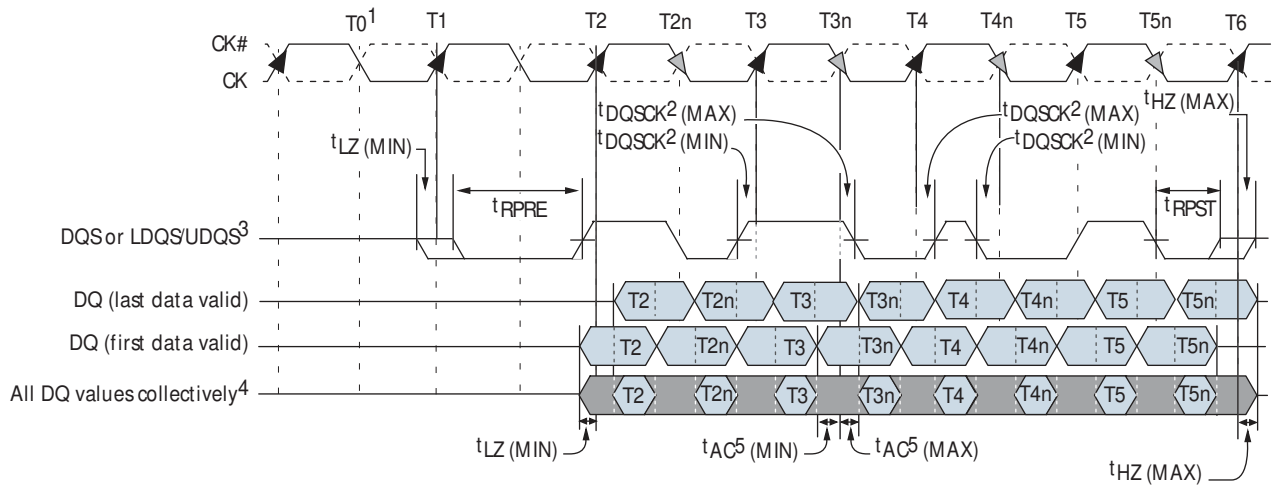 T0¹ T1 T2 T2n T3 T3n T4 T4n T5 T5n T6
CK#
CK
tLZ (MIN)
tDQSCK² (MAX)
tDQSCK² (MIN)
tDQSCK² (MAX)
tDQSCK² (MIN)
tHZ (MAX)
tRPRE
tRPST
DQS or LDQS/UDQS³
DQ (last data valid) T2 T2n T3 T3n T4 T4n T5 T5n
DQ (first data valid) T2 T2n T3 T3n T4 T4n T5 T5n
All DQ values collectively⁴ T2 T2n T3 T3n T4 T4n T5 T5n
tLZ (MIN) tAC⁵ (MIN) tAC⁵ (MAX)
tHZ (MAX)